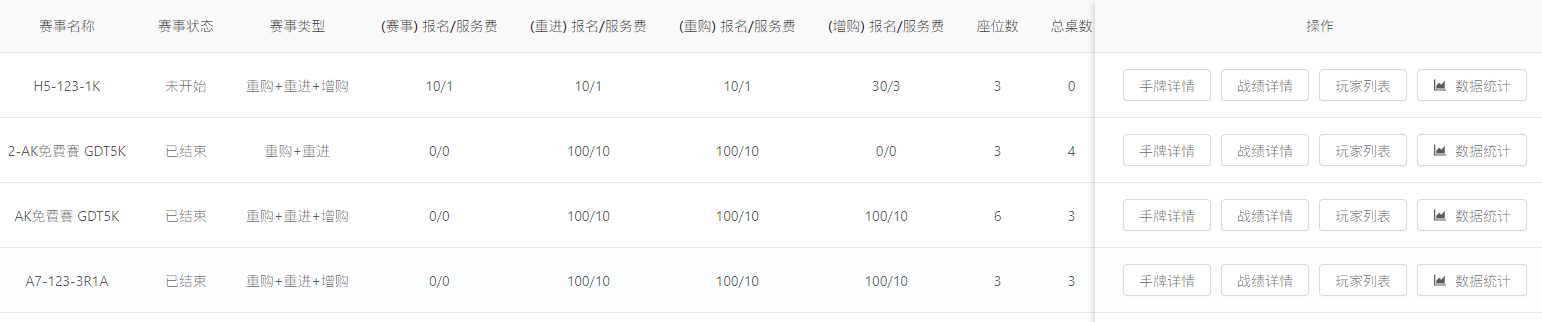 赛事名称 赛事状态 赛事类型 (赛事) 报名/服务费 (重进) 报名/服务费 (重购) 报名/服务费 (增购) 报名/服务费 座位数 总桌数 操作
H5-123-1K 未开始 重购+重进+增购 10/1 10/1 10/1 30/3 3 0 手牌详情 战绩详情 玩家列表 数据统计
2-AK免費賽 GDT5K 已结束 重购+重进 0/0 100/10 100/10 0/0 3 4 手牌详情 战绩详情 玩家列表 数据统计
AK免費賽 GDT5K 已结束 重购+重进+增购 0/0 100/10 100/10 100/10 6 3 手牌详情 战绩详情 玩家列表 数据统计
A7-123-3R1A 已结束 重购+重进+增购 0/0 100/10 100/10 100/10 3 3 手牌详情 战绩详情 玩家列表 数据统计